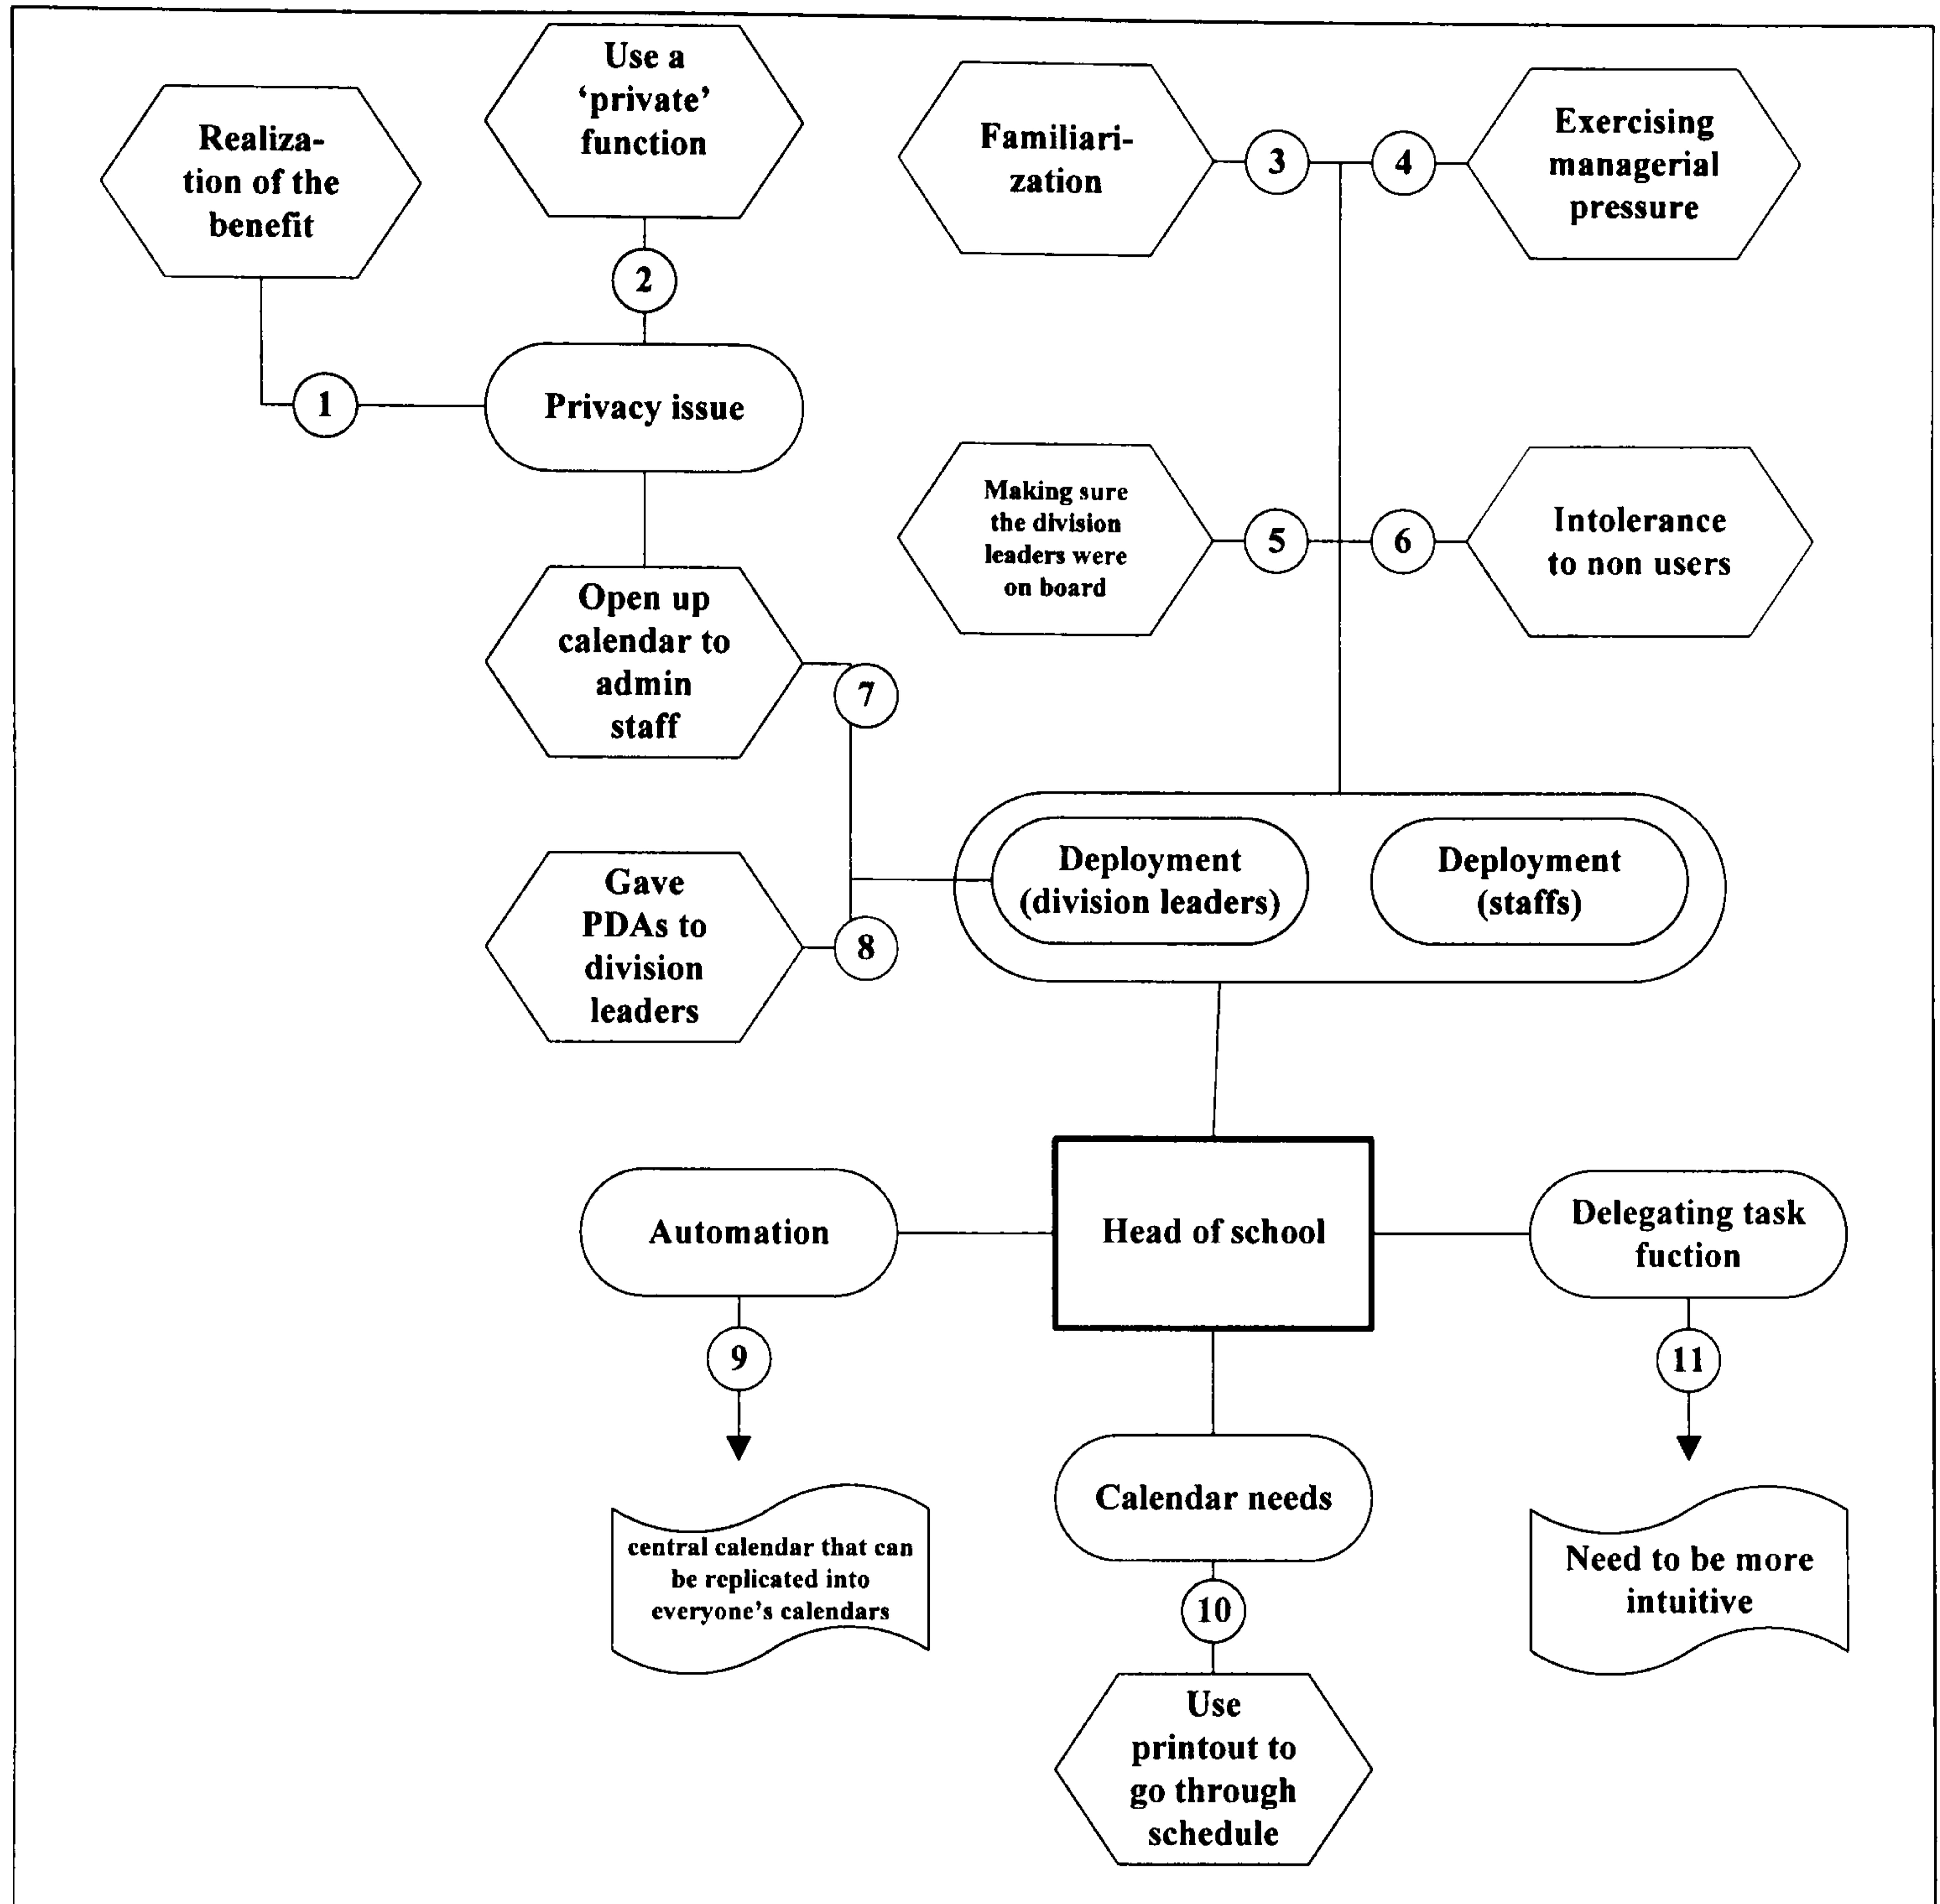 Use a
‘private’
function
Realiza-
tion of the
benefit
Familiari-
zation
3
4
Exercising
managerial
pressure
2
1
Privacy issue
Making sure
the division
leaders were
on board
5
6
Intolerance
to non users
Open up
calendar to
admin
staff
7
Deployment
(division leaders)
Deployment
(staffs)
Gave
PDAs to
division
leaders
8
Automation
Head of school
Delegating task
fuction
9
11
Calendar needs
central calendar that can
be replicated into
everyone’s calendars
Need to be more
intuitive
10
Use
printout to
go through
schedule